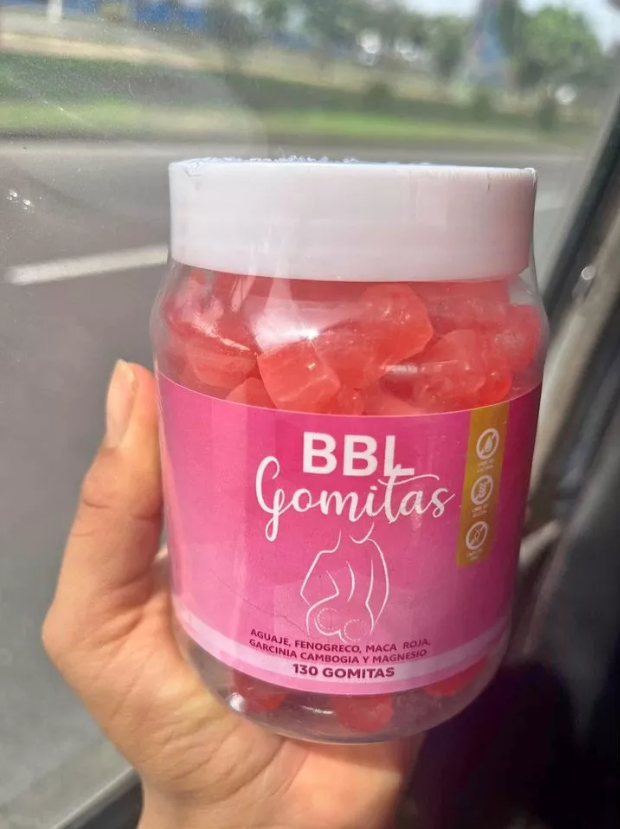 BBL
Gomitas
AGUAJE, FENOGRECO, MACA ROJA,
GARCINIA CAMBOGIA Y MAGNESIO
130 GOMITAS